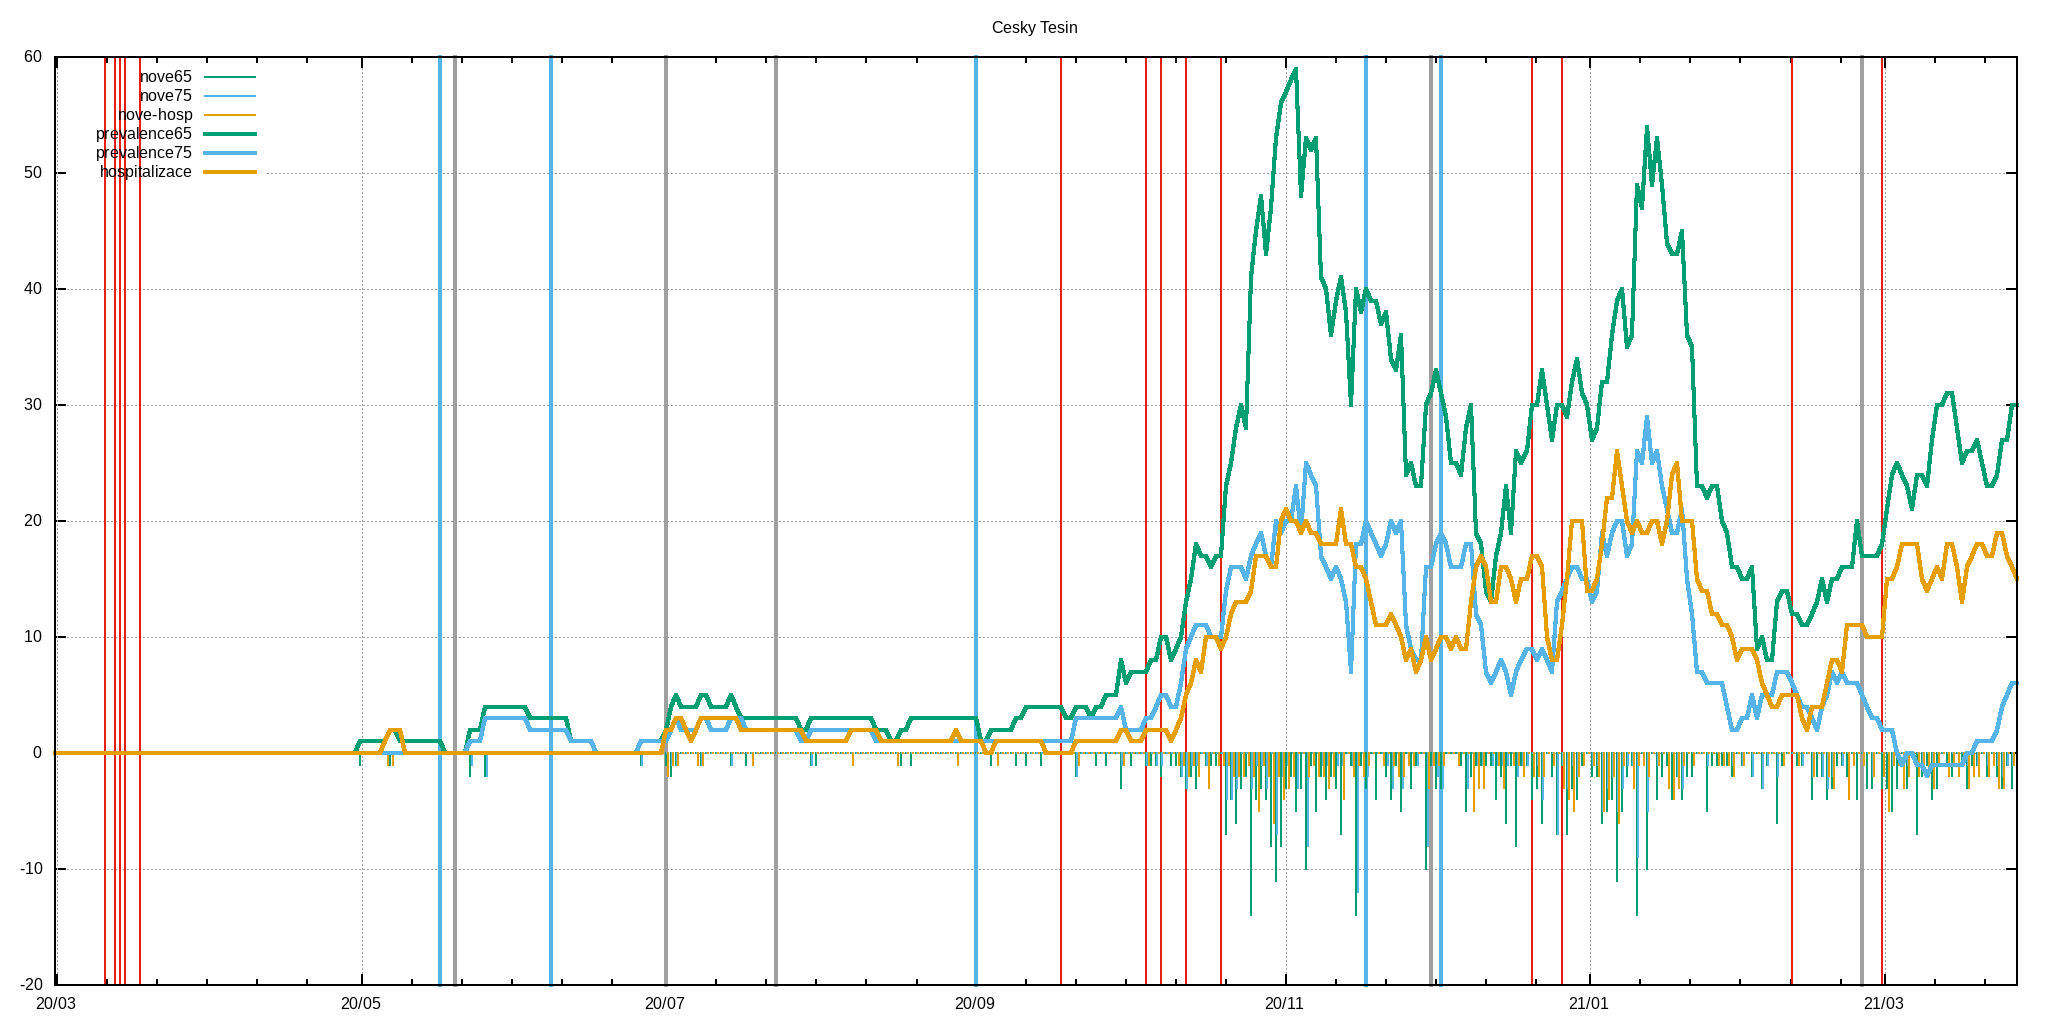 Cesky Tesin
60
50
40
30
20
10
0
-10
-20
nove65
nove75
nove-hosp
prevalence65
prevalence75
hospitalizace
20/03 20/05 20/07 20/09 20/11 21/01 21/03